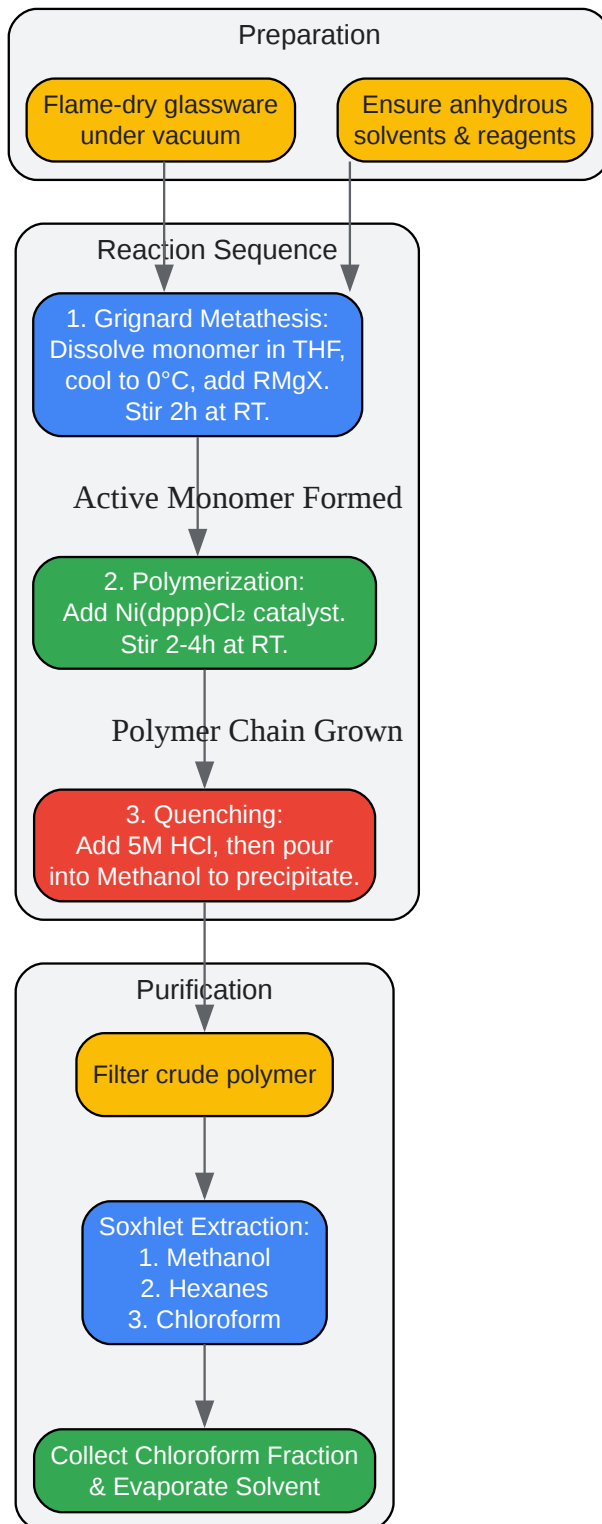 Preparation
Flame-dry glassware
under vacuum
Ensure anhydrous
solvents & reagents
Reaction Sequence
1. Grignard Metathesis:
Dissolve monomer in THF,
cool to 0°C, add RMgX.
Stir 2h at RT.
Active Monomer Formed
2. Polymerization:
Add Ni(dppp)Cl₂ catalyst.
Stir 2-4h at RT.
Polymer Chain Grown
3. Quenching:
Add 5M HCl, then pour
into Methanol to precipitate.
Purification
Filter crude polymer
Soxhlet Extraction:
1. Methanol
2. Hexanes
3. Chloroform
Collect Chloroform Fraction
& Evaporate Solvent